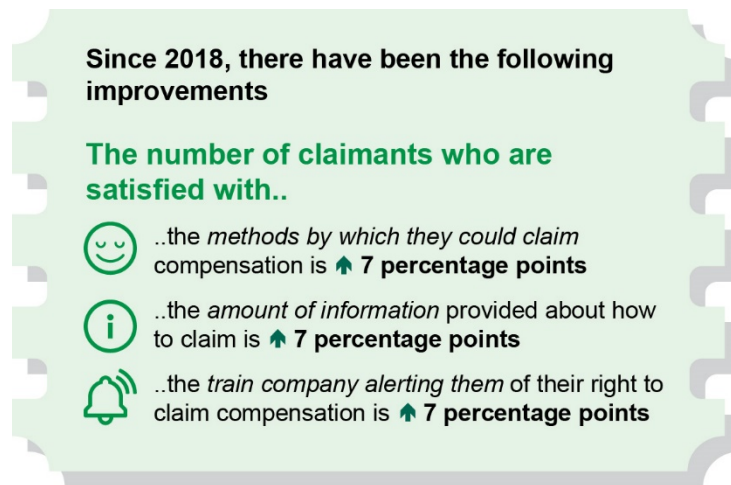 Since 2018, there have been the following
improvements
The number of claimants who are
satisfied with..
..the methods by which they could claim
compensation is ↑ 7 percentage points
..the amount of information provided about how
to claim is ↑ 7 percentage points
..the train company alerting them of their right to
claim compensation is ↑ 7 percentage points